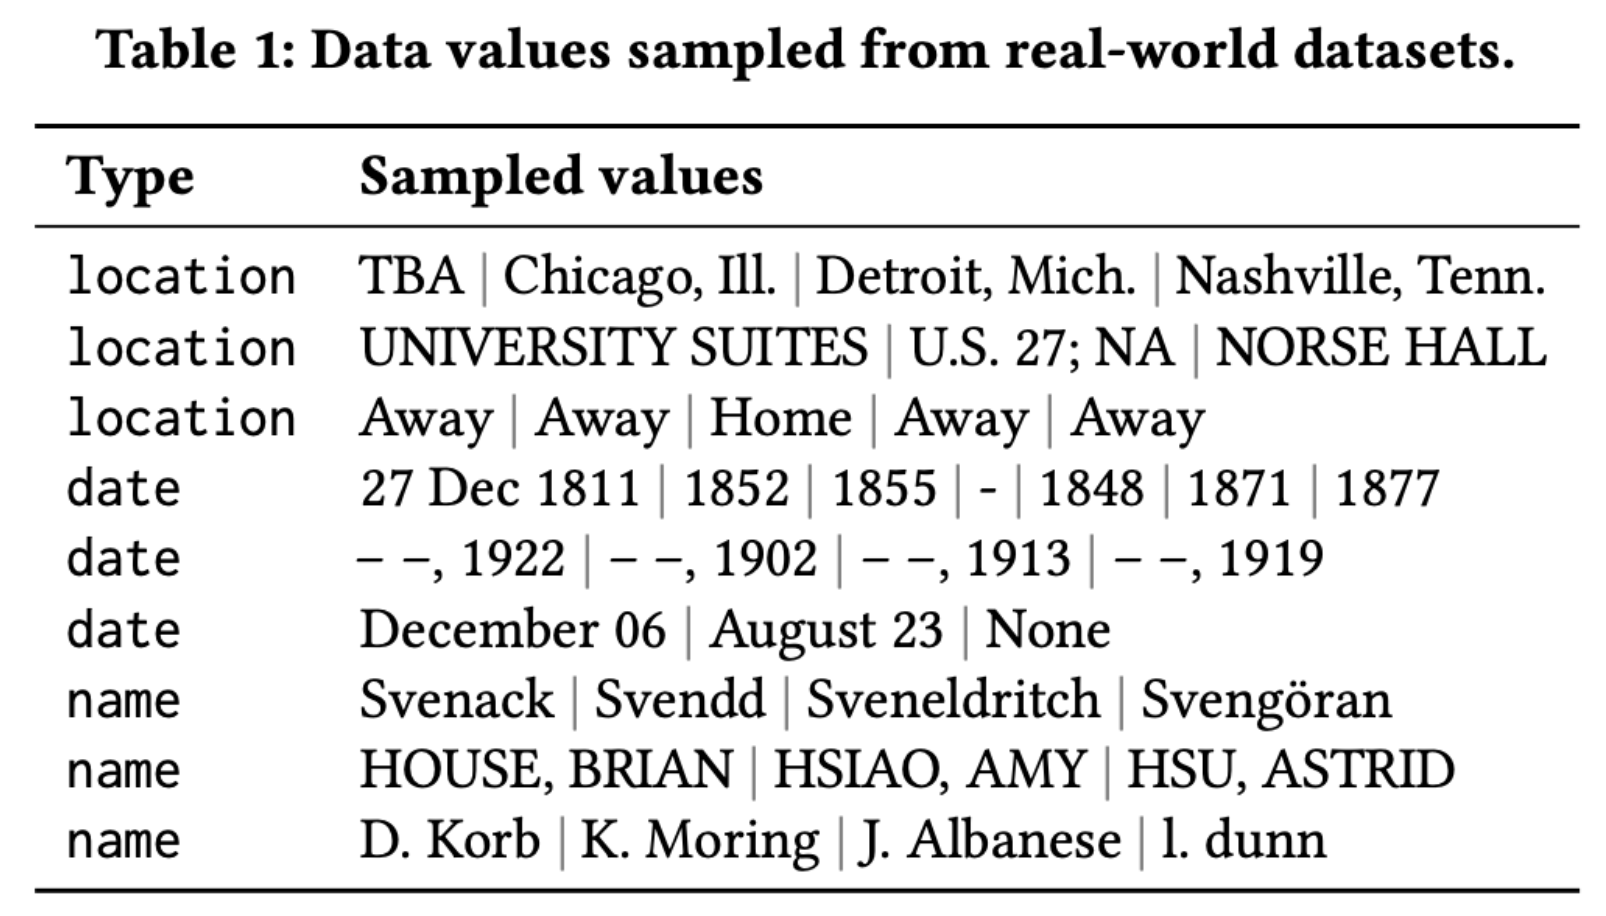 Table 1: Data values sampled from real-world datasets.
Type Sampled values
location TBA | Chicago, Ill. | Detroit, Mich. | Nashville, Tenn.
location UNIVERSITY SUITES | U.S. 27; NA | NORSE HALL
location Away | Away | Home | Away | Away
date 27 Dec 1811 | 1852 | 1855 | - | 1848 | 1871 | 1877
date – –, 1922 | – –, 1902 | – –, 1913 | – –, 1919
date December 06 | August 23 | None
name Svenack | Svendd | Sveneldritch | Svengöran
name HOUSE, BRIAN | HSIAO, AMY | HSU, ASTRID
name D. Korb | K. Moring | J. Albanese | l. dunn